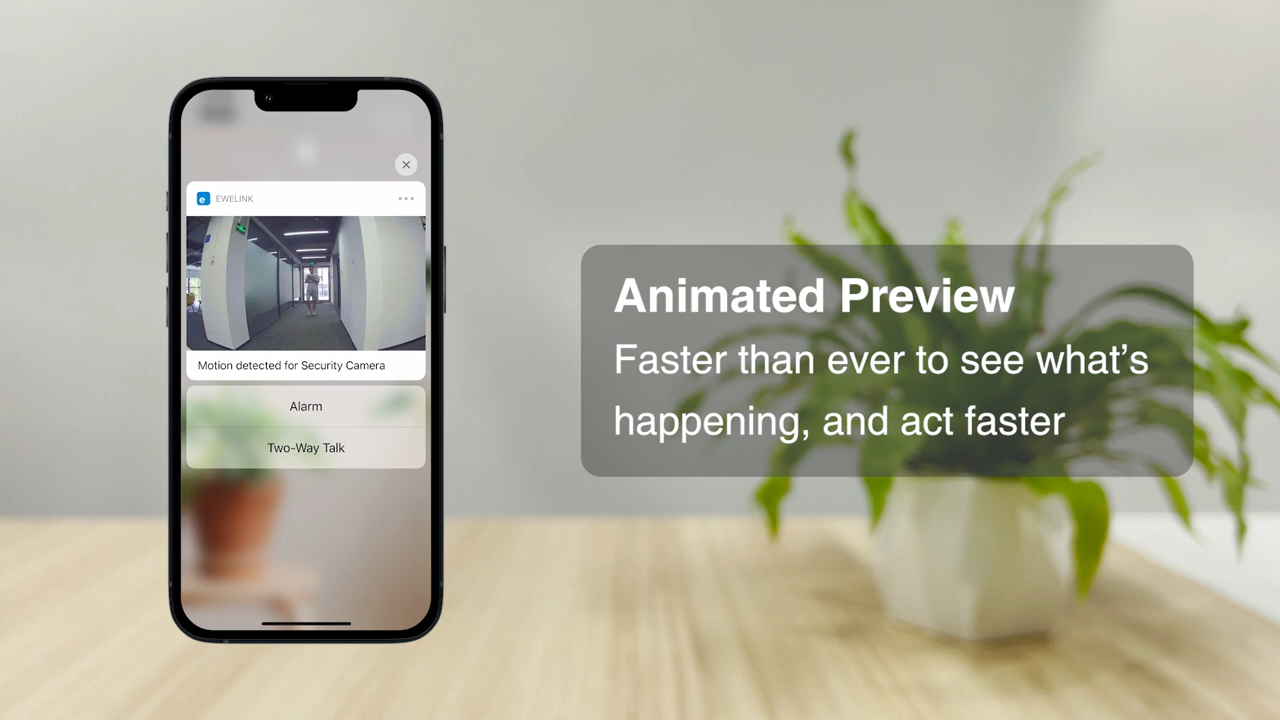 EWELINK
Motion detected for Security Camera
Alarm
Two-Way Talk
Animated Preview
Faster than ever to see what’s
happening, and act faster